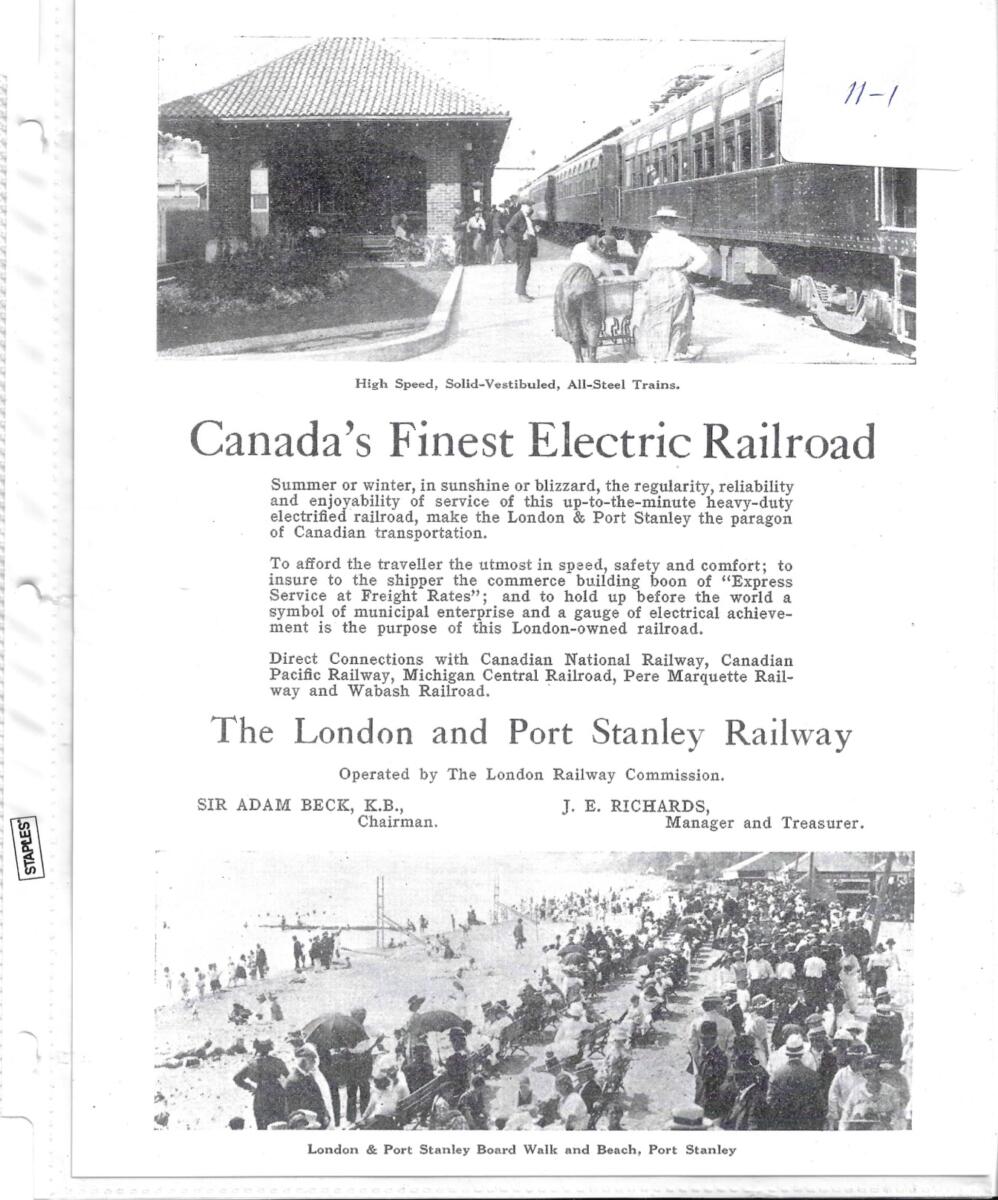 11-1
High Speed, Solid-Vestibuled, All-Steel Trains.
Canada's Finest Electric Railroad
Summer or winter, in sunshine or blizzard, the regularity, reliability
and enjoyability of service of this up-to-the-minute heavy-duty
electrified railroad, make the London & Port Stanley the paragon
of Canadian transportation.
To afford the traveller the utmost in speed, safety and comfort; to
insure to the shipper the commerce building boon of "Express
Service at Freight Rates"; and to hold up before the world a
symbol of municipal enterprise and a gauge of electrical achieve-
ment is the purpose of this London-owned railroad.
Direct Connections with Canadian National Railway, Canadian
Pacific Railway, Michigan Central Railroad, Pere Marquette Rail-
way and Wabash Railroad.
The London and Port Stanley Railway
Operated by The London Railway Commission.
SIR ADAM BECK, K.B.,
Chairman.
J. E. RICHARDS,
Manager and Treasurer.
STAPLES
London & Port Stanley Board Walk and Beach, Port Stanley